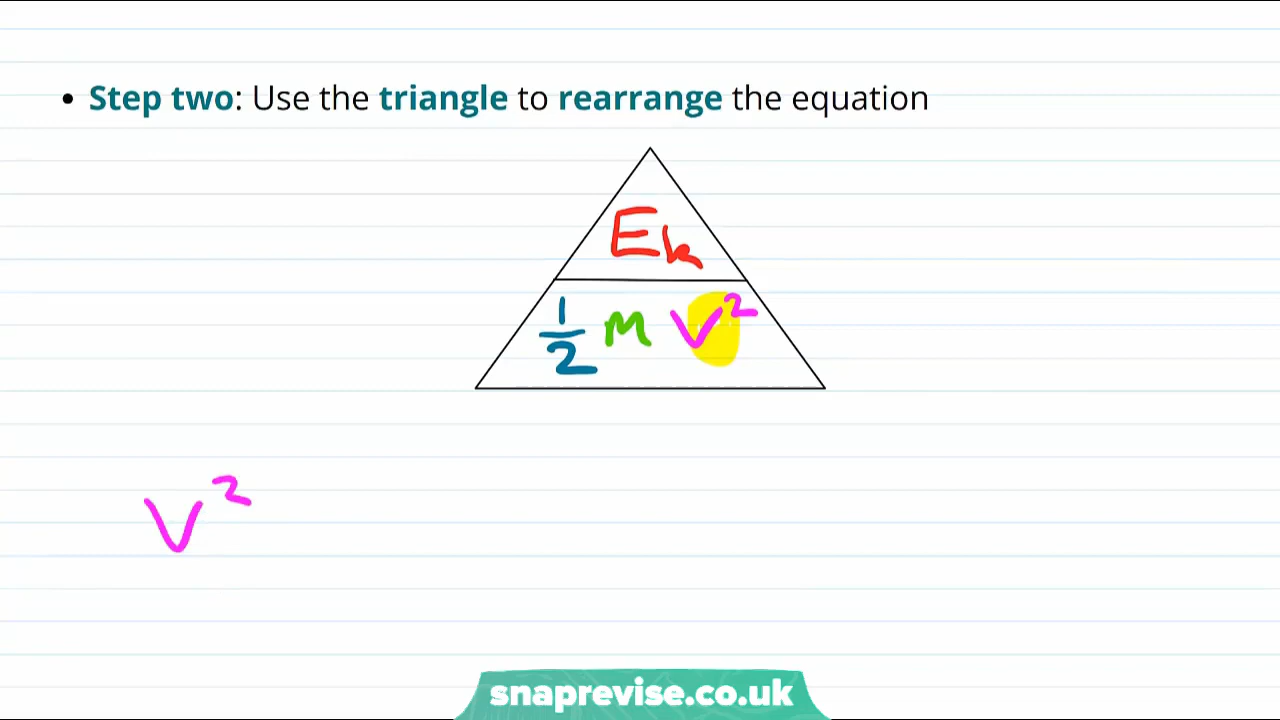 • Step two: Use the triangle to rearrange the equation
Ek
1/2 m v²
v²
snaprevise.co.uk